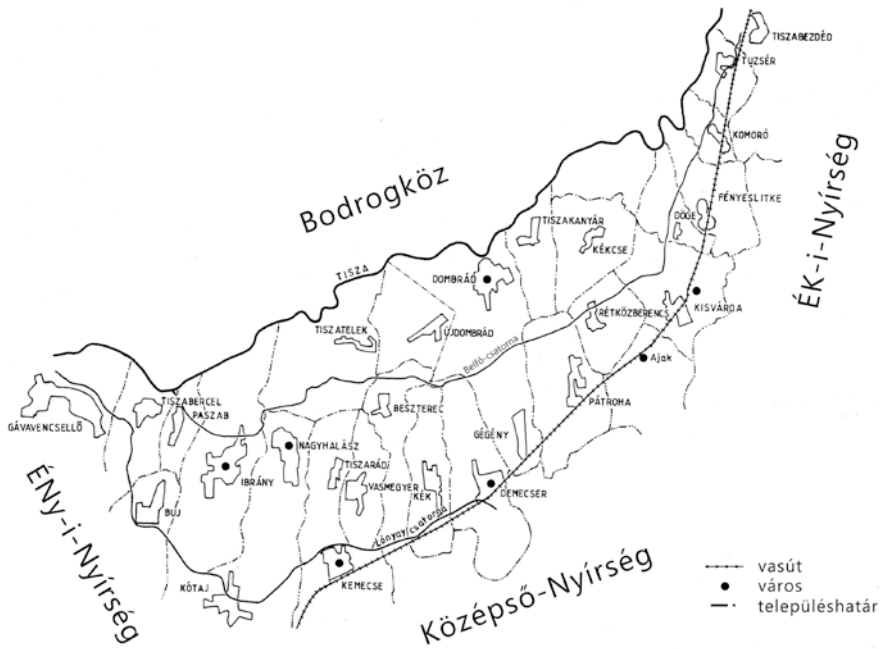 TISZABEZDÉD
TUZSÉR
KOMORÓ
FÉNYESLITKE
DÖGE
TISZAKANYÁR
KÉKCSE
Bodrogköz
ÉK-i-Nyírség
TISZA
DOMBRÁD
KISVÁRDA
RÉTKÖZBERENCS
TISZATELEK
ÚJDOMBRÁD
Belfő-csatorna
Ajak
PÁTROHA
TISZABERCEL
PASZAB
BESZTEREC
GÁVAVENCSELLŐ
GÉGÉNY
NAGYHALÁSZ
IBRÁNY
TISZARÁD
VASMEGYER
KÉK
DEMECSER
BUJ
Lónyay csatorna
ÉNy-i-Nyírség
KÓTAJ
KEMECSE
Középső-Nyírség
vasút
város
településhatár